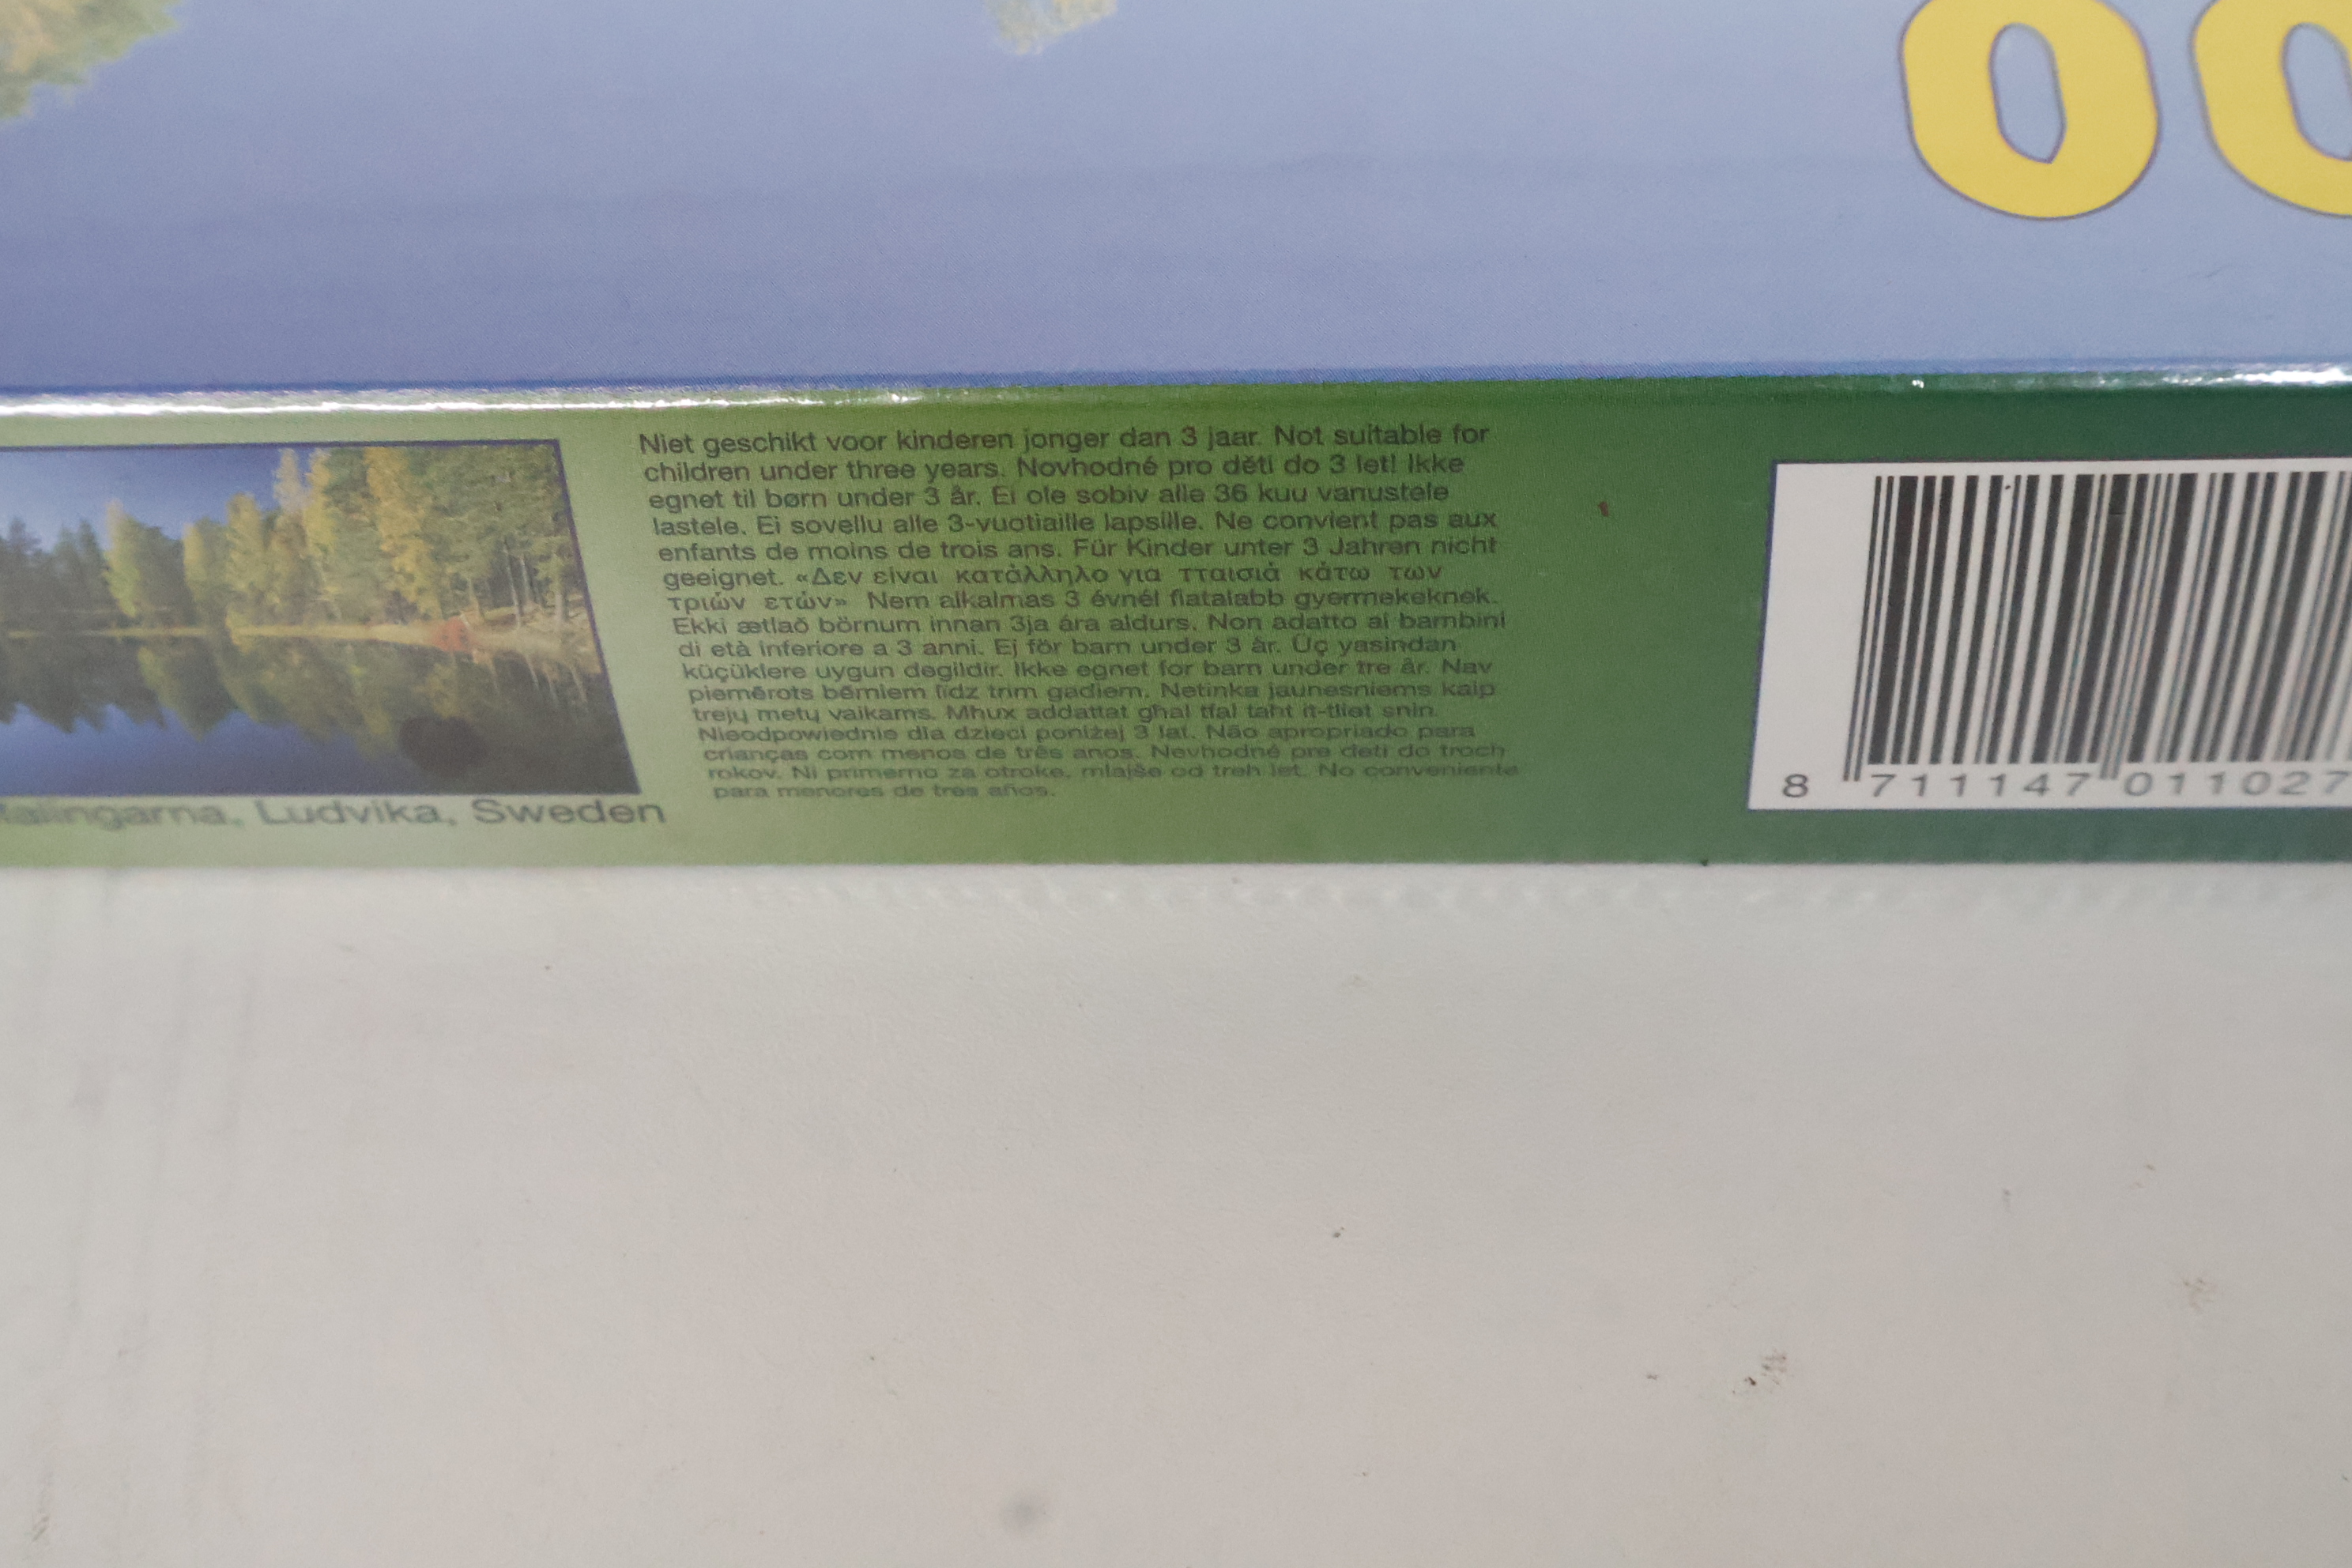 00
Niet geschikt voor kinderen jonger dan 3 jaar. Not suitable for
children under three years. Novhodné pro děti do 3 let! Ikke
egnet til børn under 3 år. Ei ole sobiv alle 36 kuu vanustele
lastele. Ei sovellu alle 3-vuotiaille lapsille. Ne convient pas aux
enfants de moins de trois ans. Für Kinder unter 3 Jahren nicht
geeignet. «Δεν είναι κατάλληλο για ππαισιά κάτω των
τριών ετών» Nem alkalmas 3 évnél fiatalabb gyermekeknek.
Ekki ætlað börnum innan 3ja ára aldurs. Non adatto ai bambini
di età inferiore a 3 anni. Ej för barn under 3 år. Üç yasindan
küçüklere uygun degildir. Ikke egnet for barn under tre år. Nav
piemērots bērniem līdz trim gadiem. Netinka jaunesniems kaip
trejų metų vaikams. Mhux addattat għal tfal taħt it-tliet snin.
Nieodpowiednie dla dzieci poniżej 3 lat. Não apropriado para
crianças com menos de três anos. Nevhodné pre deti do troch
rokov. Ni primerno za otroke, mlajše od treh let. No conveniente
para menores de tres años.
Ludvika, Sweden
8 711147 011027